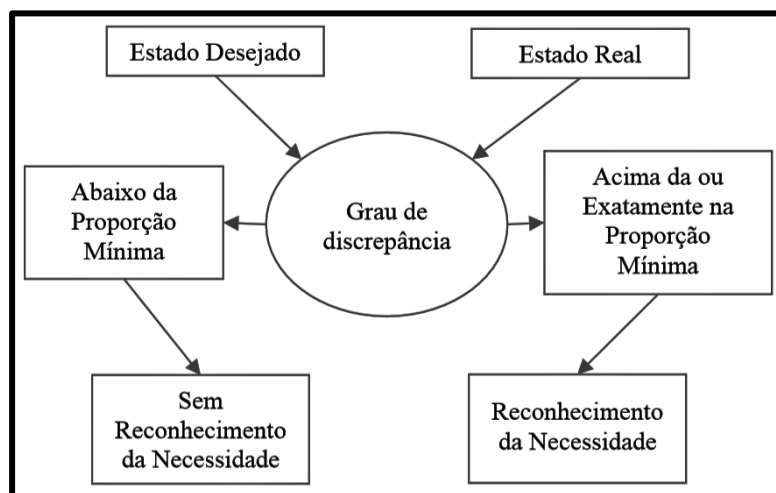 Estado Desejado
Estado Real
Grau de
discrepância
Abaixo da
Proporção
Mínima
Acima da ou
Exatamente na
Proporção
Mínima
Sem
Reconhecimento
da Necessidade
Reconhecimento
da Necessidade